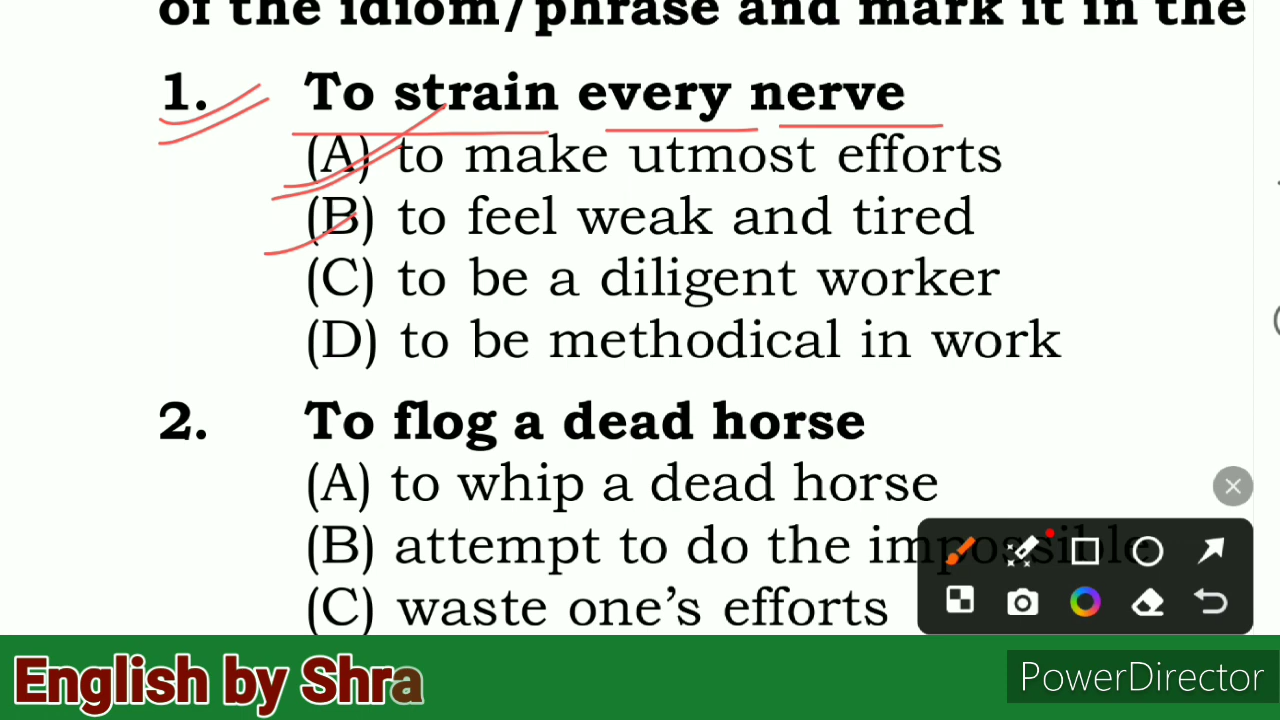 of the idiom/phrase and mark it in the
1. To strain every nerve
(A) to make utmost efforts
(B) to feel weak and tired
(C) to be a diligent worker
(D) to be methodical in work
2. To flog a dead horse
(A) to whip a dead horse
(B) attempt to do the impossible
(C) waste one's efforts
English by Shra
PowerDirector